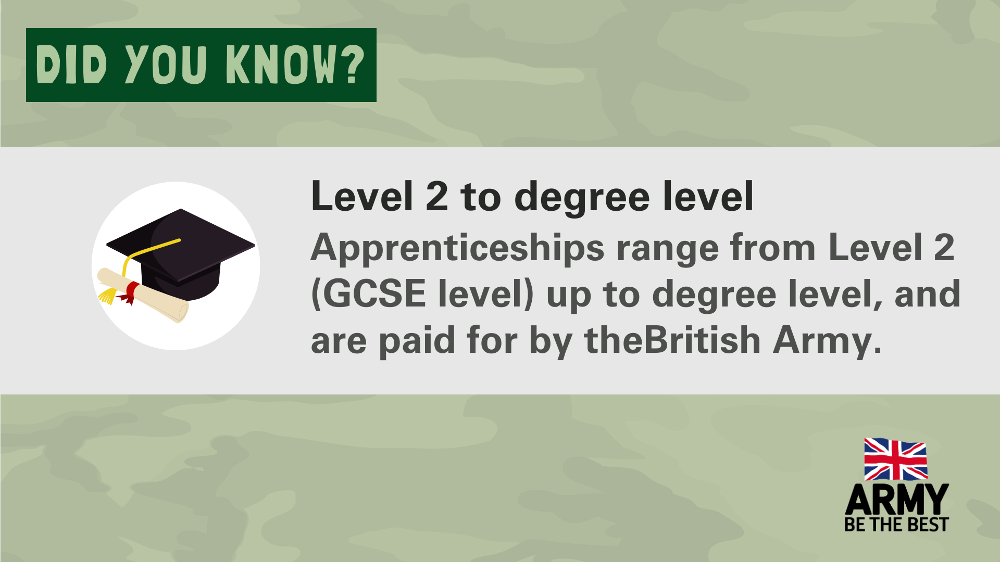 DID YOU KNOW?
Level 2 to degree level
Apprenticeships range from Level 2
(GCSE level) up to degree level, and
are paid for by theBritish Army.
ARMY
BE THE BEST